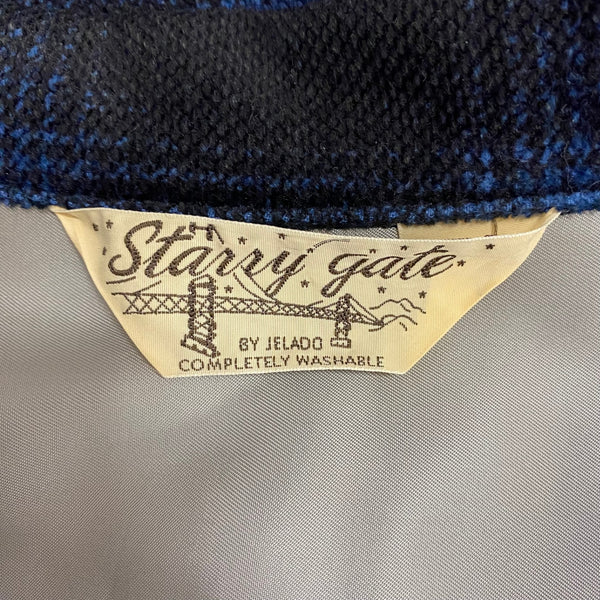 Starry gate
BY JELADO
COMPLETELY WASHABLE